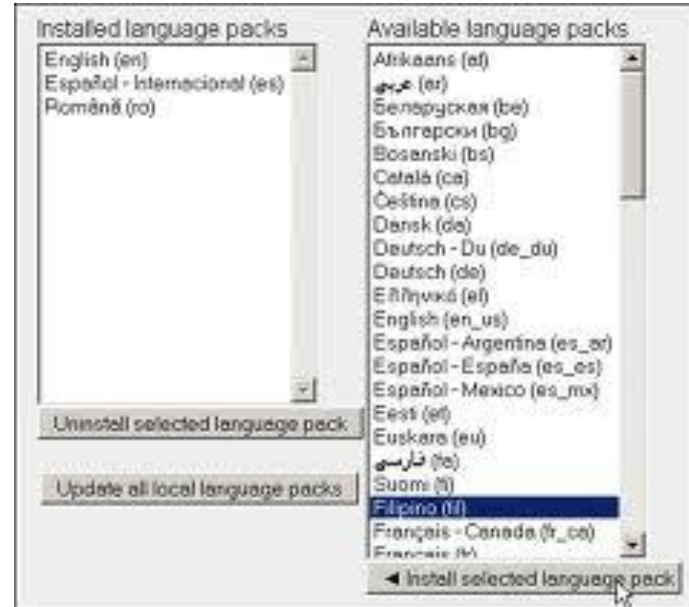 Installed language packs
English (en)
Español - Internacional (es)
Română (ro)
Uninstall selected language pack
Update all local language packs
Available language packs
Afrikaans (af)
عربي (ar)
Беларуская (be)
Български (bg)
Bosanski (bs)
Català (ca)
Čeština (cs)
Dansk (da)
Deutsch - Du (de_du)
Deutsch (de)
Ελληνικά (el)
English (en_us)
Español - Argentina (es_ar)
Español - España (es_es)
Español - Mexico (es_mx)
Eesti (et)
Euskara (eu)
فارسی (fa)
Suomi (fi)
Filipino (fil)
Français - Canada (fr_ca)
Français (fr)
◄ Install selected language pack